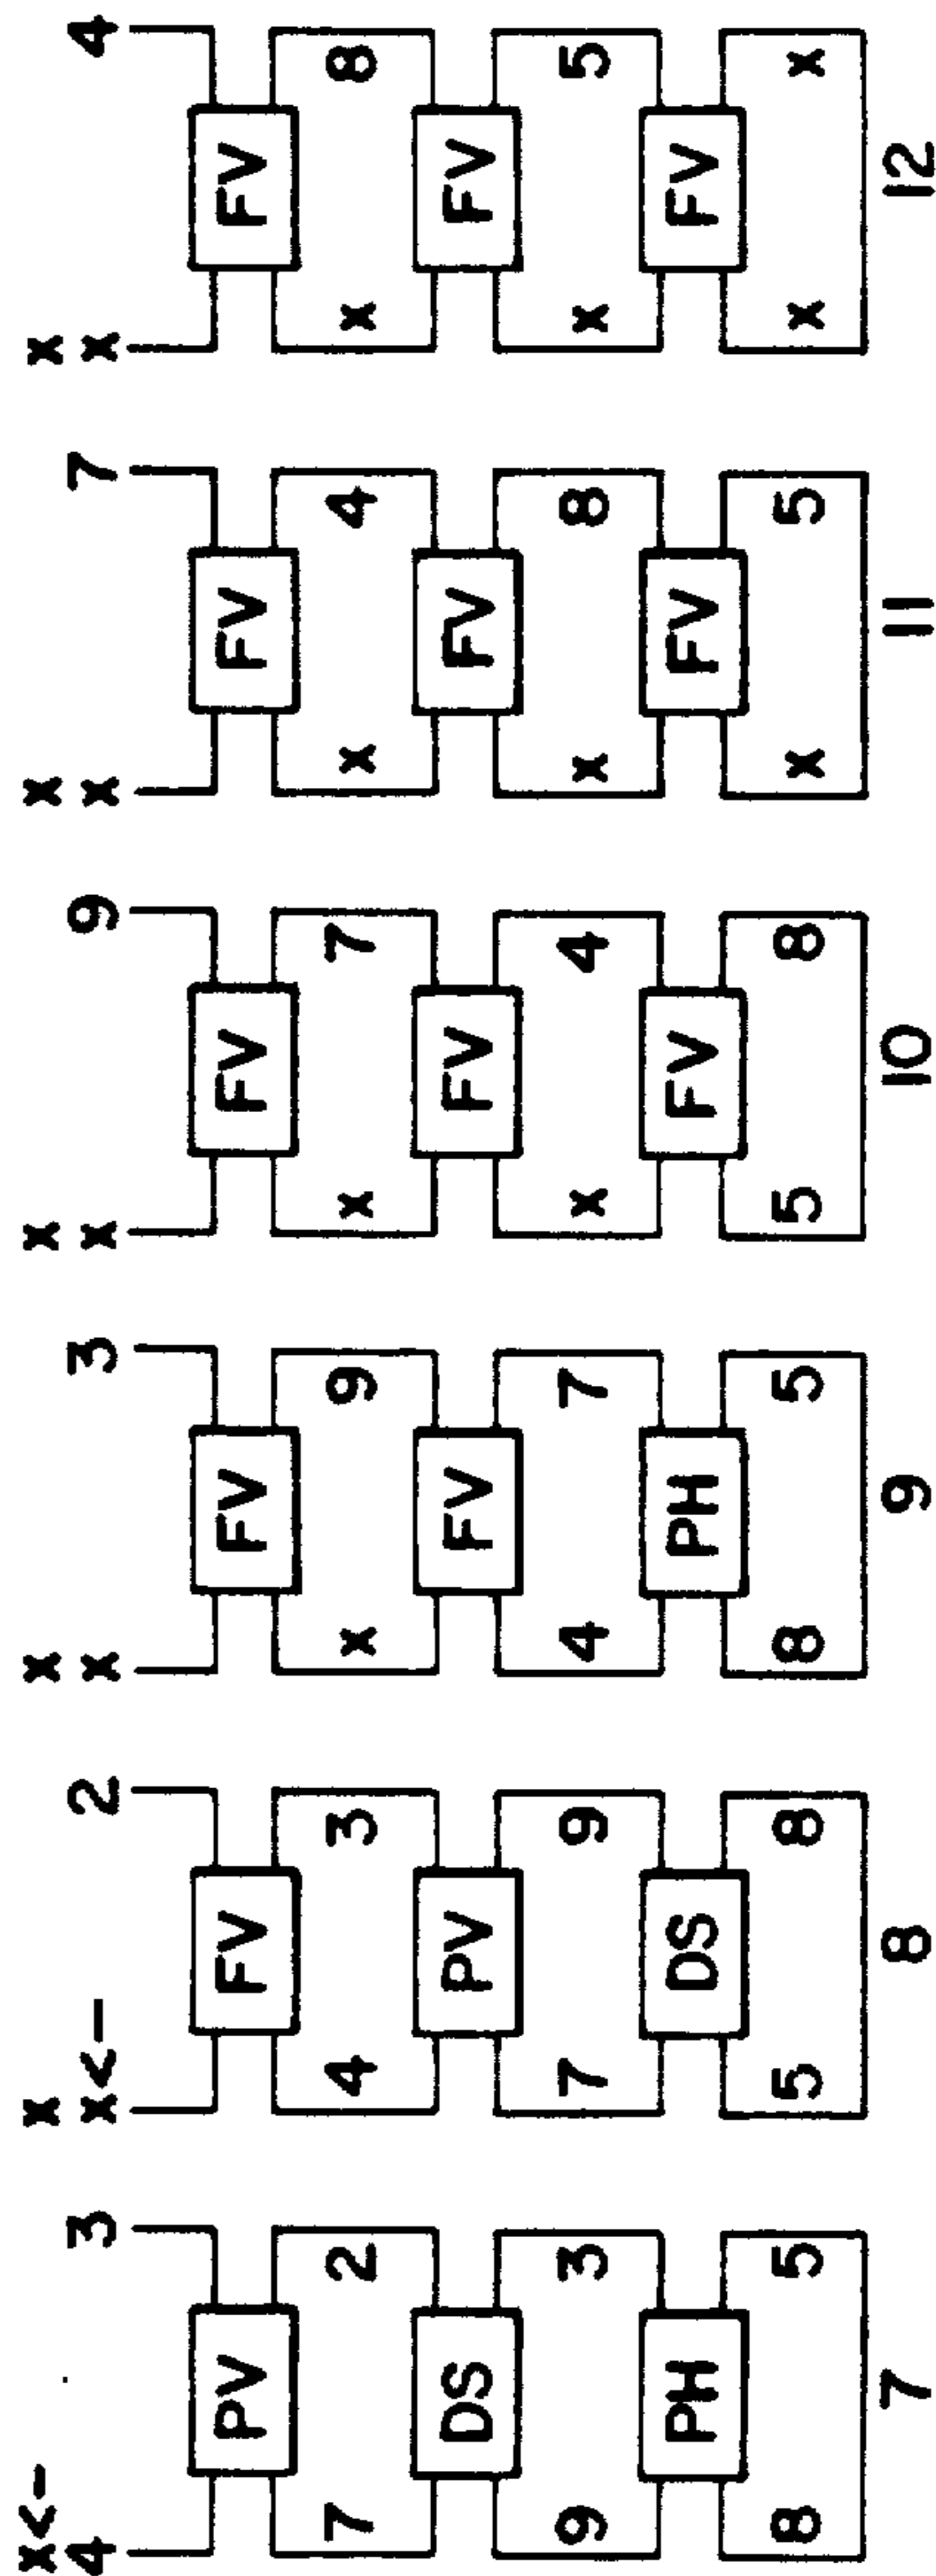 x<- x x x x x
4 3 x<- 2 x 3 x 9 x 7 x 4
PV FV FV FV FV FV
7 2 4 3 x 9 x 7 x 4 x 8
DS PV FV FV FV FV
9 3 7 9 4 7 x 4 x 8 x 5
PH DS PH FV FV FV
8 5 5 8 8 5 5 8 x 5 x x
7 8 9 10 11 12